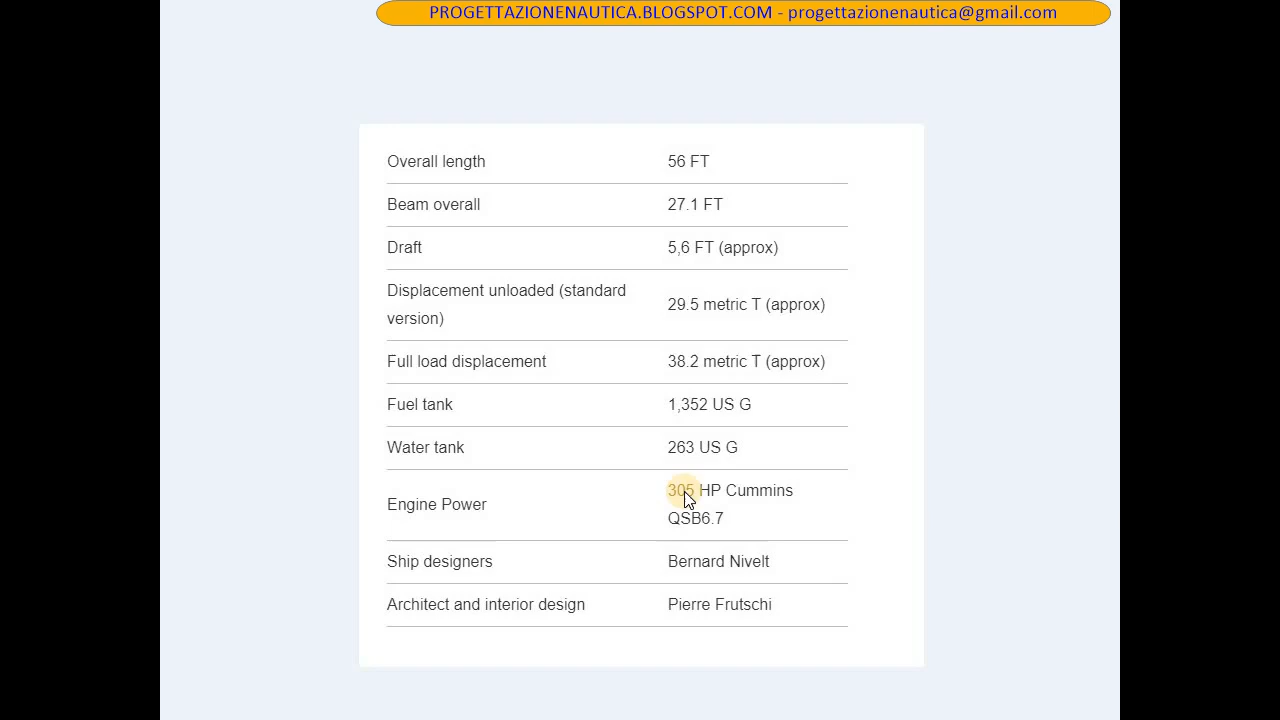 PROGETTAZIONENAUTICA.BLOGSPOT.COM - progettazionenautica@gmail.com
Overall length 56 FT
Beam overall 27.1 FT
Draft 5,6 FT (approx)
Displacement unloaded (standard
version) 29.5 metric T (approx)
Full load displacement 38.2 metric T (approx)
Fuel tank 1,352 US G
Water tank 263 US G
Engine Power 305 HP Cummins
QSB6.7
Ship designers Bernard Nivelt
Architect and interior design Pierre Frutschi